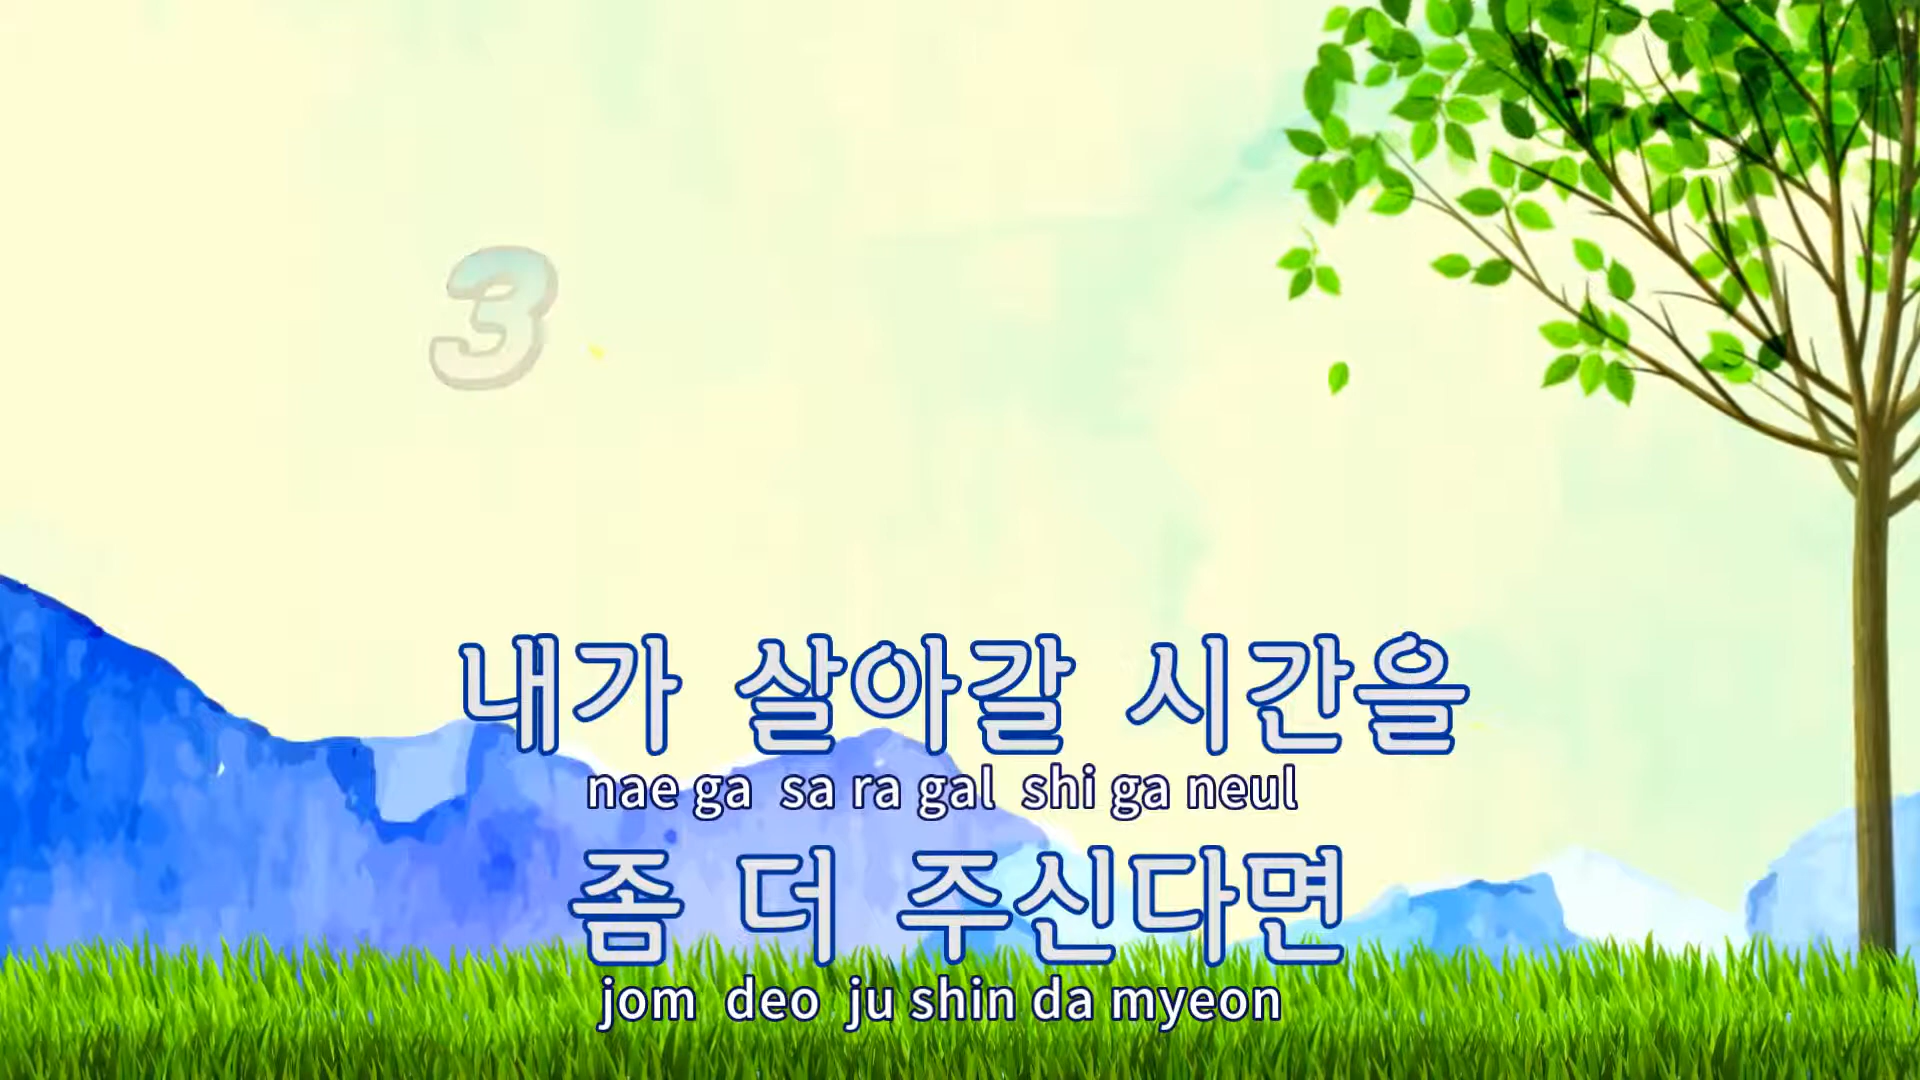 3
내가 살아갈 시간을
nae ga sa ra gal shi ga neul
좀 더 주신다면
jom deo ju shin da myeon